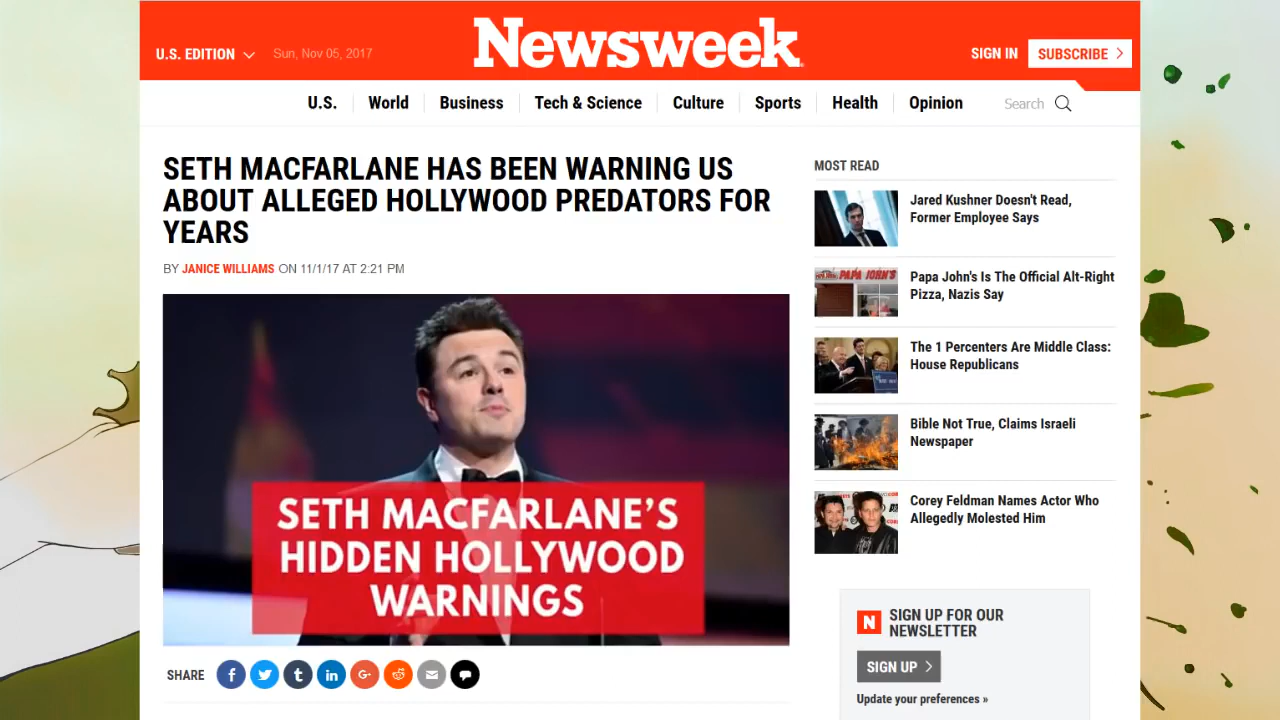 Newsweek
U.S. EDITION
Sun, Nov 05, 2017
SIGN IN
SUBSCRIBE
U.S.
World
Business
Tech & Science
Culture
Sports
Health
Opinion
Search
SETH MACFARLANE HAS BEEN WARNING US
ABOUT ALLEGED HOLLYWOOD PREDATORS FOR
YEARS
BY JANICE WILLIAMS ON 11/1/17 AT 2:21 PM
SETH MACFARLANE'S
HIDDEN HOLLYWOOD
WARNINGS
SHARE
MOST READ
Jared Kushner Doesn't Read,
Former Employee Says
PAPA JOHN'S
Papa John's Is The Official Alt-Right
Pizza, Nazis Say
The 1 Percenters Are Middle Class:
House Republicans
Bible Not True, Claims Israeli
Newspaper
Corey Feldman Names Actor Who
Allegedly Molested Him
N
SIGN UP FOR OUR
NEWSLETTER
SIGN UP
Update your preferences »